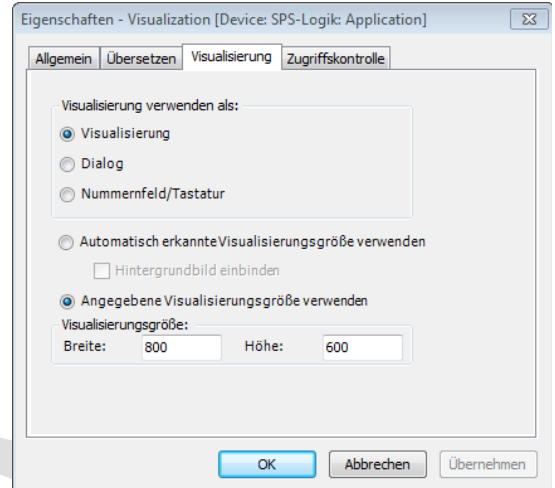 Eigenschaften - Visualization [Device: SPS-Logik: Application]
Allgemein Übersetzen Visualisierung Zugriffskontrolle
Visualisierung verwenden als:
Visualisierung
Dialog
Nummernfeld/Tastatur
Automatisch erkannte Visualisierungsgröße verwenden
Hintergrundbild einbinden
Angegebene Visualisierungsgröße verwenden
Visualisierungsgröße:
Breite: 800 Höhe: 600
OK Abbrechen Übernehmen